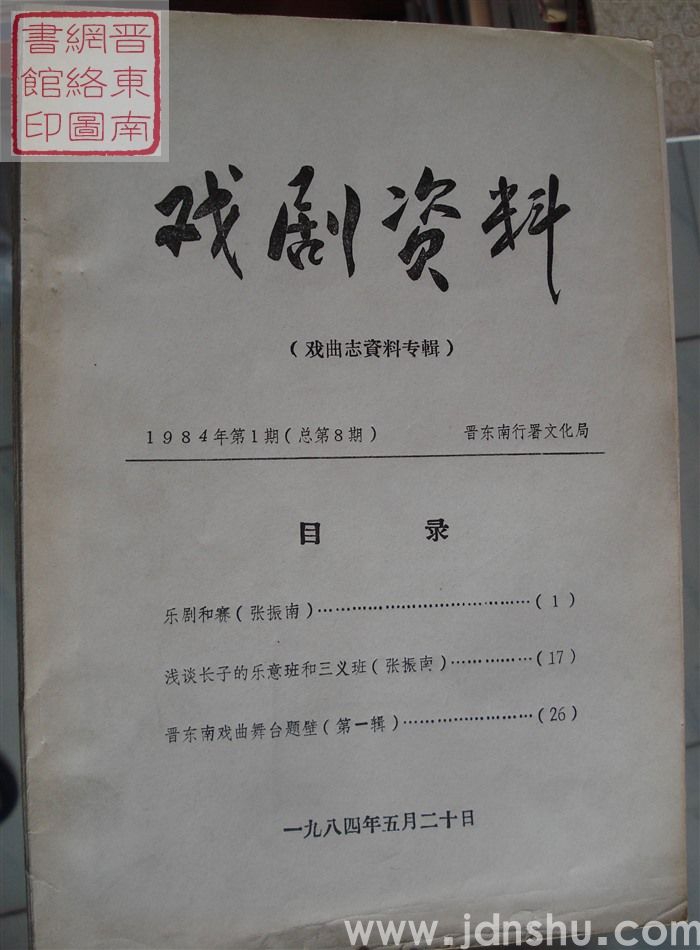 晋東南
網絡圖
書館印
戏剧资料
（戏曲志資料专輯）
1984年第1期（总第8期） 晋东南行署文化局
目 录
乐剧和赛（张振南）……………………………（1）
浅谈长子的乐意班和三义班（张振南）…………（17）
晋东南戏曲舞台题壁（第一辑）…………………（26）
一九八四年五月二十日
www.jdnshu.com